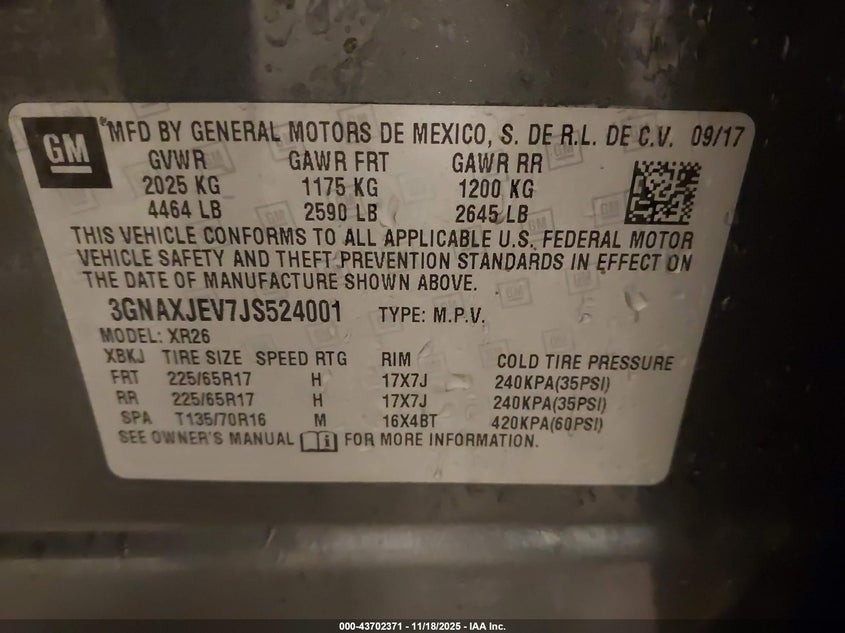 GM
® MFD BY GENERAL MOTORS DE MEXICO, S. DE R.L. DE C.V. 09/17
GVWR GAWR FRT GAWR RR
2025 KG 1175 KG 1200 KG
4464 LB 2590 LB 2645 LB
THIS VEHICLE CONFORMS TO ALL APPLICABLE U.S. FEDERAL MOTOR
VEHICLE SAFETY AND THEFT PREVENTION STANDARDS IN EFFECT ON
THE DATE OF MANUFACTURE SHOWN ABOVE.
3GNAXJEV7JS524001 TYPE: M.P.V.
MODEL: XR26
XBKJ TIRE SIZE SPEED RTG RIM COLD TIRE PRESSURE
FRT 225/65R17 H 17X7J 240KPA(35PSI)
RR 225/65R17 H 17X7J 240KPA(35PSI)
SPA T135/70R16 M 16X4BT 420KPA(60PSI)
SEE OWNER'S MANUAL i FOR MORE INFORMATION.
000-43702371 - 11/18/2025 - IAA Inc.